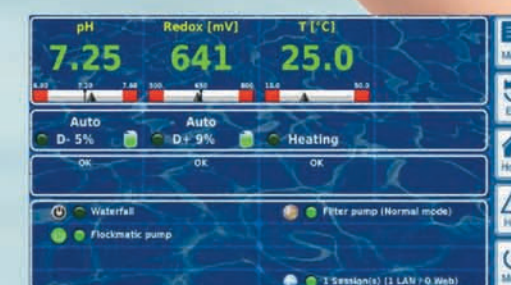 pH Redox [mV] T [°C]
7.25 641 25.0
Auto Auto
D- 5% D+ 9% Heating
OK OK OK
Waterfall Filter pump (Normal mode)
Flockmatic pump
1 Session(s) (1 LAN / 0 Web)